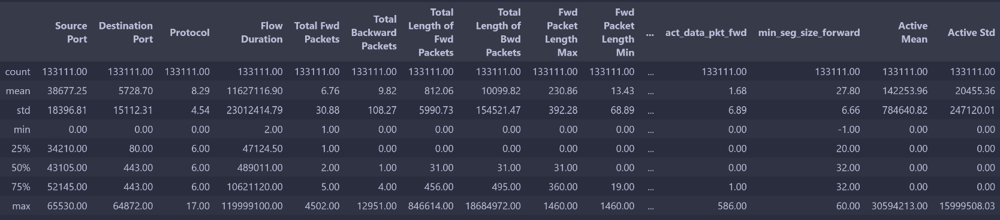 Source Port Destination Port Protocol Flow Duration Total Fwd Packets Total Backward Packets Total Length of Fwd Packets Total Length of Bwd Packets Fwd Packet Length Max Fwd Packet Length Min ... act_data_pkt_fwd min_seg_size_forward Active Mean Active Std
count 133111.00 133111.00 133111.00 133111.00 133111.00 133111.00 133111.00 133111.00 133111.00 133111.00 ... 133111.00 133111.00 133111.00 133111.00
mean 38677.25 5728.70 8.29 11627116.90 6.76 9.82 812.06 10099.82 230.86 13.43 ... 1.68 27.80 142253.96 20455.36
std 18396.81 15112.31 4.54 23012414.79 30.88 108.27 5990.73 154521.47 392.28 68.89 ... 6.89 6.66 784640.82 247120.01
min 0.00 0.00 0.00 2.00 1.00 0.00 0.00 0.00 0.00 0.00 ... 0.00 -1.00 0.00 0.00
25% 34210.00 80.00 6.00 47124.50 1.00 0.00 0.00 0.00 0.00 0.00 ... 0.00 20.00 0.00 0.00
50% 43105.00 443.00 6.00 489011.00 2.00 1.00 31.00 31.00 31.00 0.00 ... 0.00 32.00 0.00 0.00
75% 52145.00 443.00 6.00 10621120.00 5.00 4.00 456.00 495.00 360.00 19.00 ... 1.00 32.00 0.00 0.00
max 65530.00 64872.00 17.00 119999100.00 4502.00 12951.00 846614.00 18684972.00 1460.00 1460.00 ... 586.00 60.00 30594213.00 15999508.03